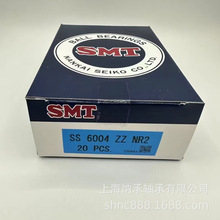 BALL BEARINGS
SMT
NANKAI SEIKO CO., LTD.
SMT
SS 6004 ZZ NR2
20 PCS
上海纳承轴承有限公司
shnc888.1688.com